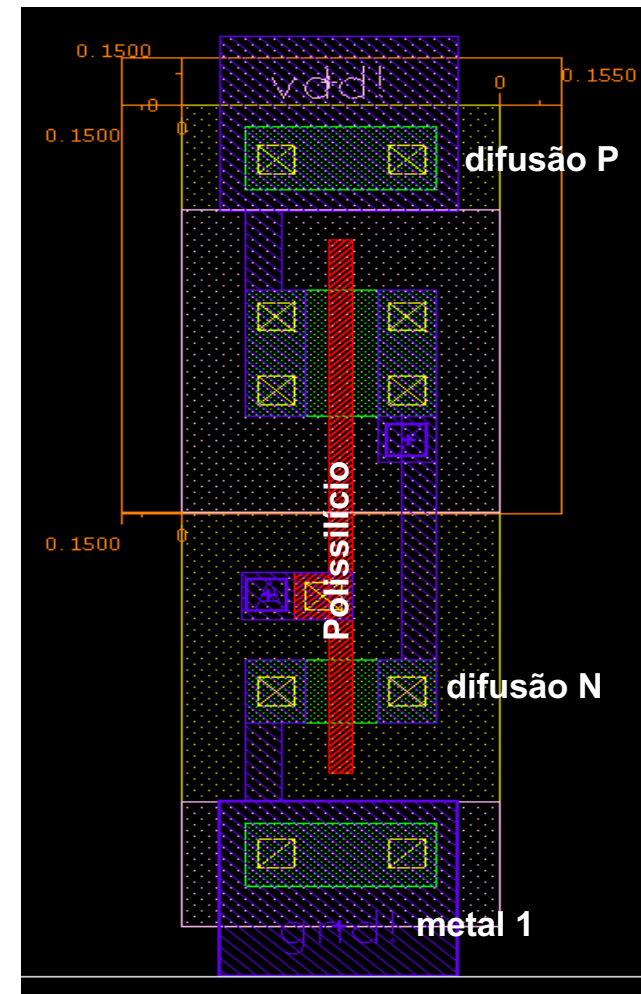 0.1500
vdd!
0
0.1550
0
0
0.1500
difusão P
Polissilício
0.1500
0
A
difusão N
metal 1
gnd!